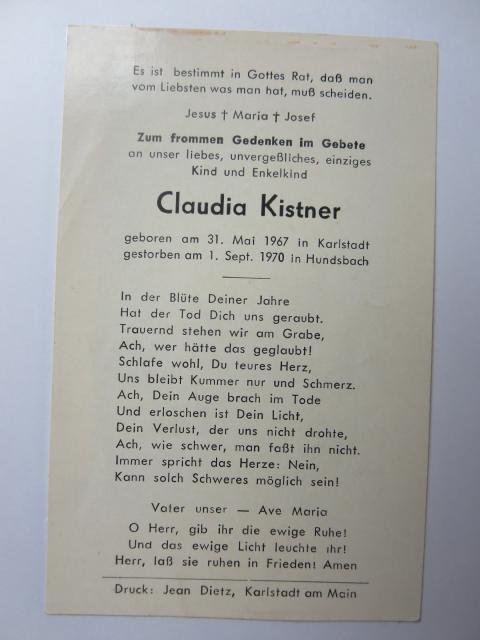 Es ist bestimmt in Gottes Rat, daß man
vom Liebsten was man hat, muß scheiden.
Jesus † Maria † Josef
Zum frommen Gedenken im Gebete
an unser liebes, unvergeßliches, einziges
Kind und Enkelkind
Claudia Kistner
geboren am 31. Mai 1967 in Karlstadt
gestorben am 1. Sept. 1970 in Hundsbach
In der Blüte Deiner Jahre
Hat der Tod Dich uns geraubt.
Trauernd stehen wir am Grabe,
Ach, wer hätte das geglaubt!
Schlafe wohl, Du teures Herz,
Uns bleibt Kummer nur und Schmerz.
Ach, Dein Auge brach im Tode
Und erloschen ist Dein Licht,
Dein Verlust, der uns nicht drohte,
Ach, wie schwer, man faßt ihn nicht.
Immer spricht das Herze: Nein,
Kann solch Schweres möglich sein!
Vater unser — Ave Maria
O Herr, gib ihr die ewige Ruhe!
Und das ewige Licht leuchte ihr!
Herr, laß sie ruhen in Frieden! Amen
Druck: Jean Dietz, Karlstadt am Main